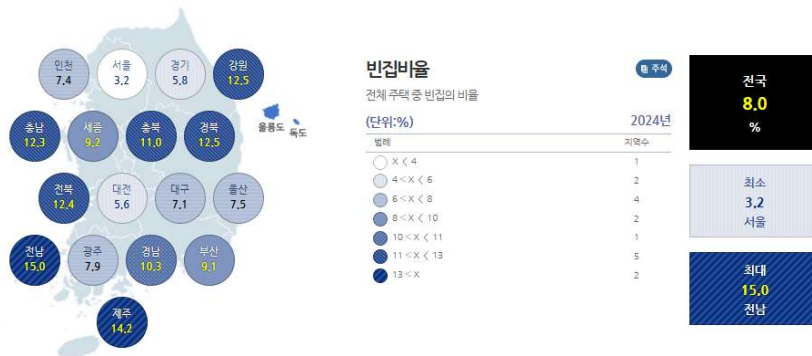 인천 서울 경기 강원
7.4 3.2 5.8 12.5
충남 세종 충북 경북
12.3 9.2 11.0 12.5
울릉도 독도
전북 대전 대구 울산
12.4 5.6 7.1 7.5
전남 광주 경남 부산
15.0 7.9 10.3 9.1
제주
14.2
빈집비율
주석
전체 주택 중 빈집의 비율
(단위:%) 2024년
범례 지역수
X < 4 1
4 < X < 6 2
6 < X < 8 4
8 < X < 10 2
10 < X < 11 1
11 < X < 13 5
13 < X 2
전국
8.0
%
최소
3.2
서울
최대
15.0
전남